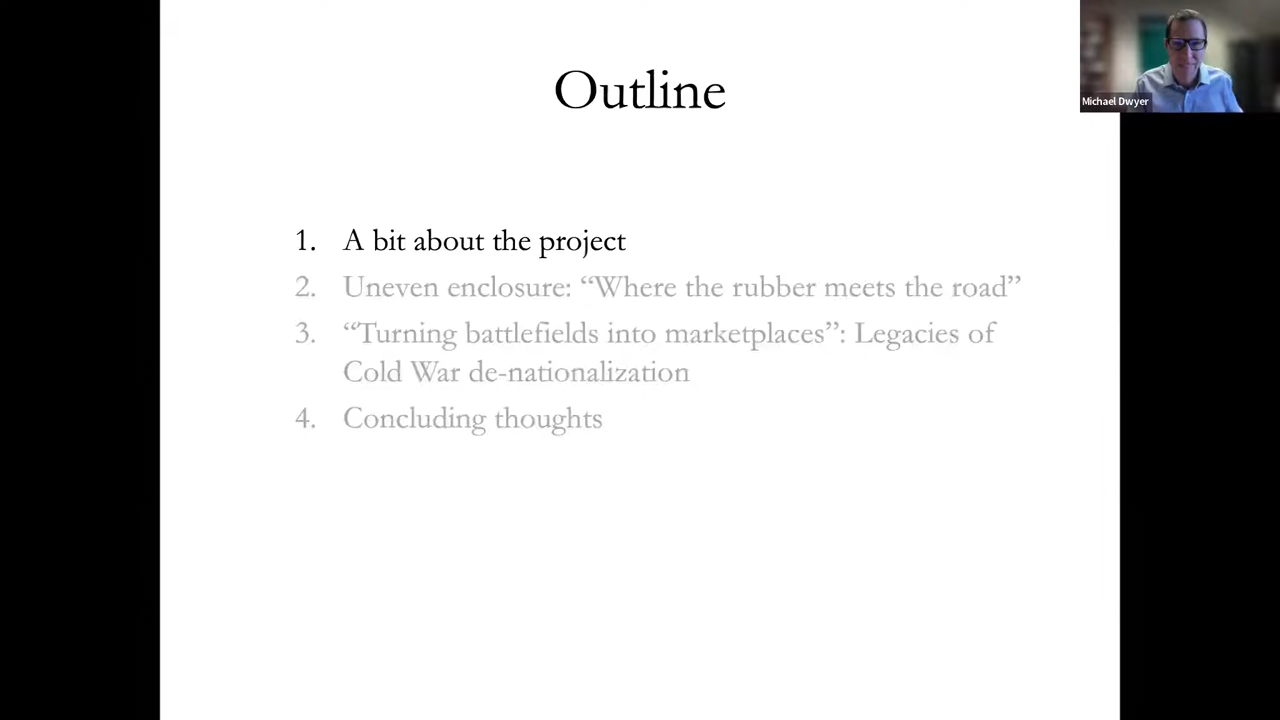 Outline
Michael Dwyer
1. A bit about the project
2. Uneven enclosure: “Where the rubber meets the road”
3. “Turning battlefields into marketplaces”: Legacies of
Cold War de-nationalization
4. Concluding thoughts